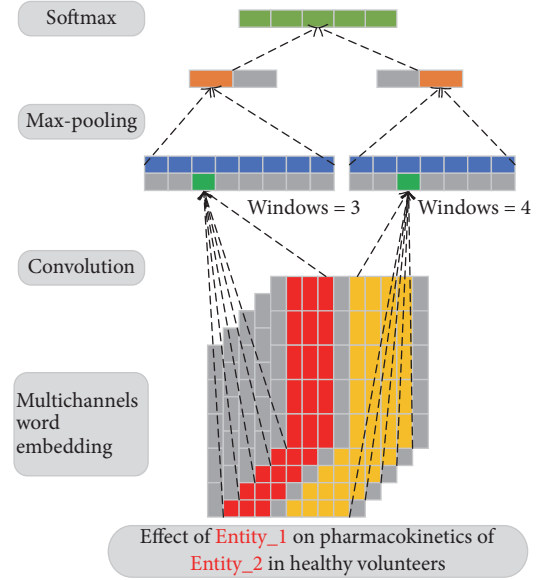 Softmax
Max-pooling
Windows = 3
Windows = 4
Convolution
Multichannels
word
embedding
Effect of Entity_1 on pharmacokinetics of
Entity_2 in healthy volunteers